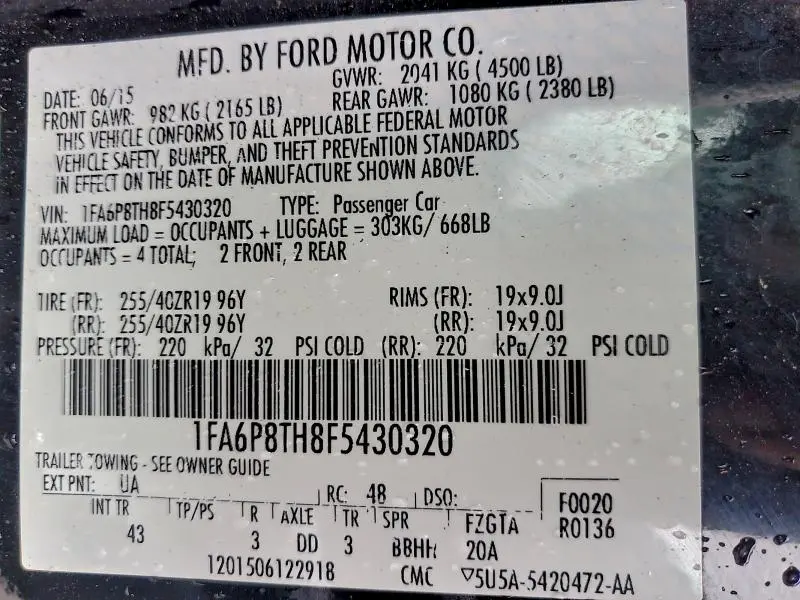 MFD. BY FORD MOTOR CO.
DATE: 06/15
GVWR: 2041 KG ( 4500 LB)
FRONT GAWR: 982 KG ( 2165 LB)
REAR GAWR: 1080 KG ( 2380 LB)
THIS VEHICLE CONFORMS TO ALL APPLICABLE FEDERAL MOTOR
VEHICLE SAFETY, BUMPER, AND THEFT PREVENTION STANDARDS
IN EFFECT ON THE DATE OF MANUFACTURE SHOWN ABOVE.
VIN: 1FA6P8TH8F5430320 TYPE: Passenger Car
MAXIMUM LOAD = OCCUPANTS + LUGGAGE = 303KG/ 668LB
OCCUPANTS = 4 TOTAL; 2 FRONT, 2 REAR
TIRE (FR): 255/40ZR19 96Y RIMS (FR): 19x9.0J
(RR): 255/40ZR19 96Y (RR): 19x9.0J
PRESSURE (FR): 220 kPa/ 32 PSI COLD (RR): 220 kPa/ 32 PSI COLD
1FA6P8TH8F5430320
TRAILER TOWING - SEE OWNER GUIDE
EXT PNT: UA RC: 48 DSO: F0020
INT TR TP/PS R AXLE TR SPR FZGTA R0136
43 3 DD 3 BBHH 20A
1201506122918 CMC ▽5U5A-5420472-AA